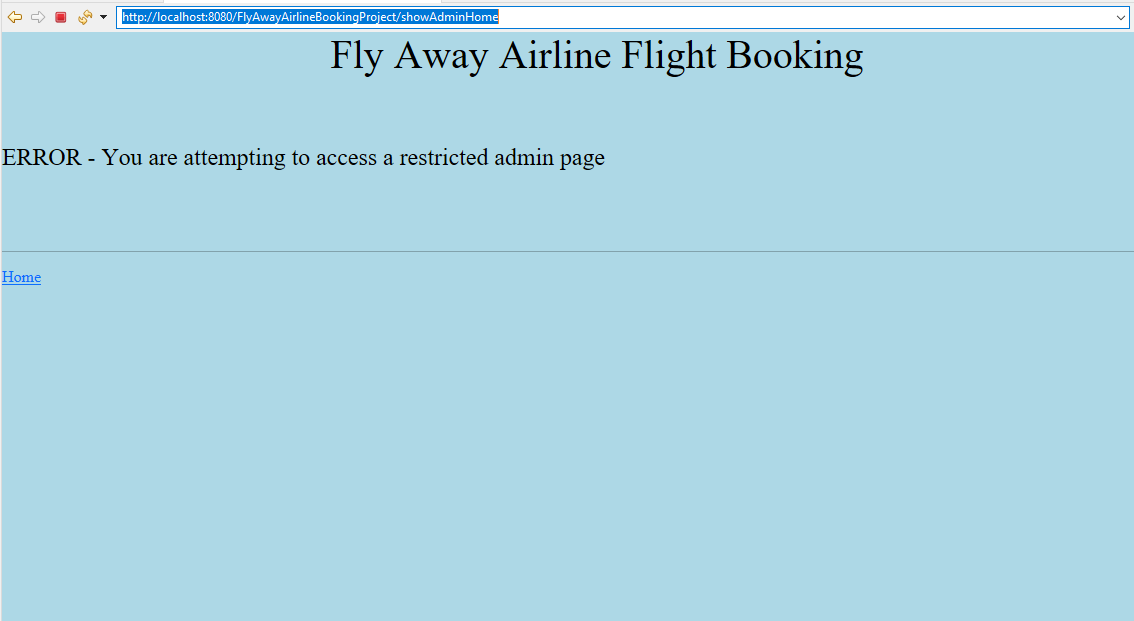 http://localhost:8080/FlyAwayAirlineBookingProject/showAdminHome
Fly Away Airline Flight Booking
ERROR - You are attempting to access a restricted admin page
Home